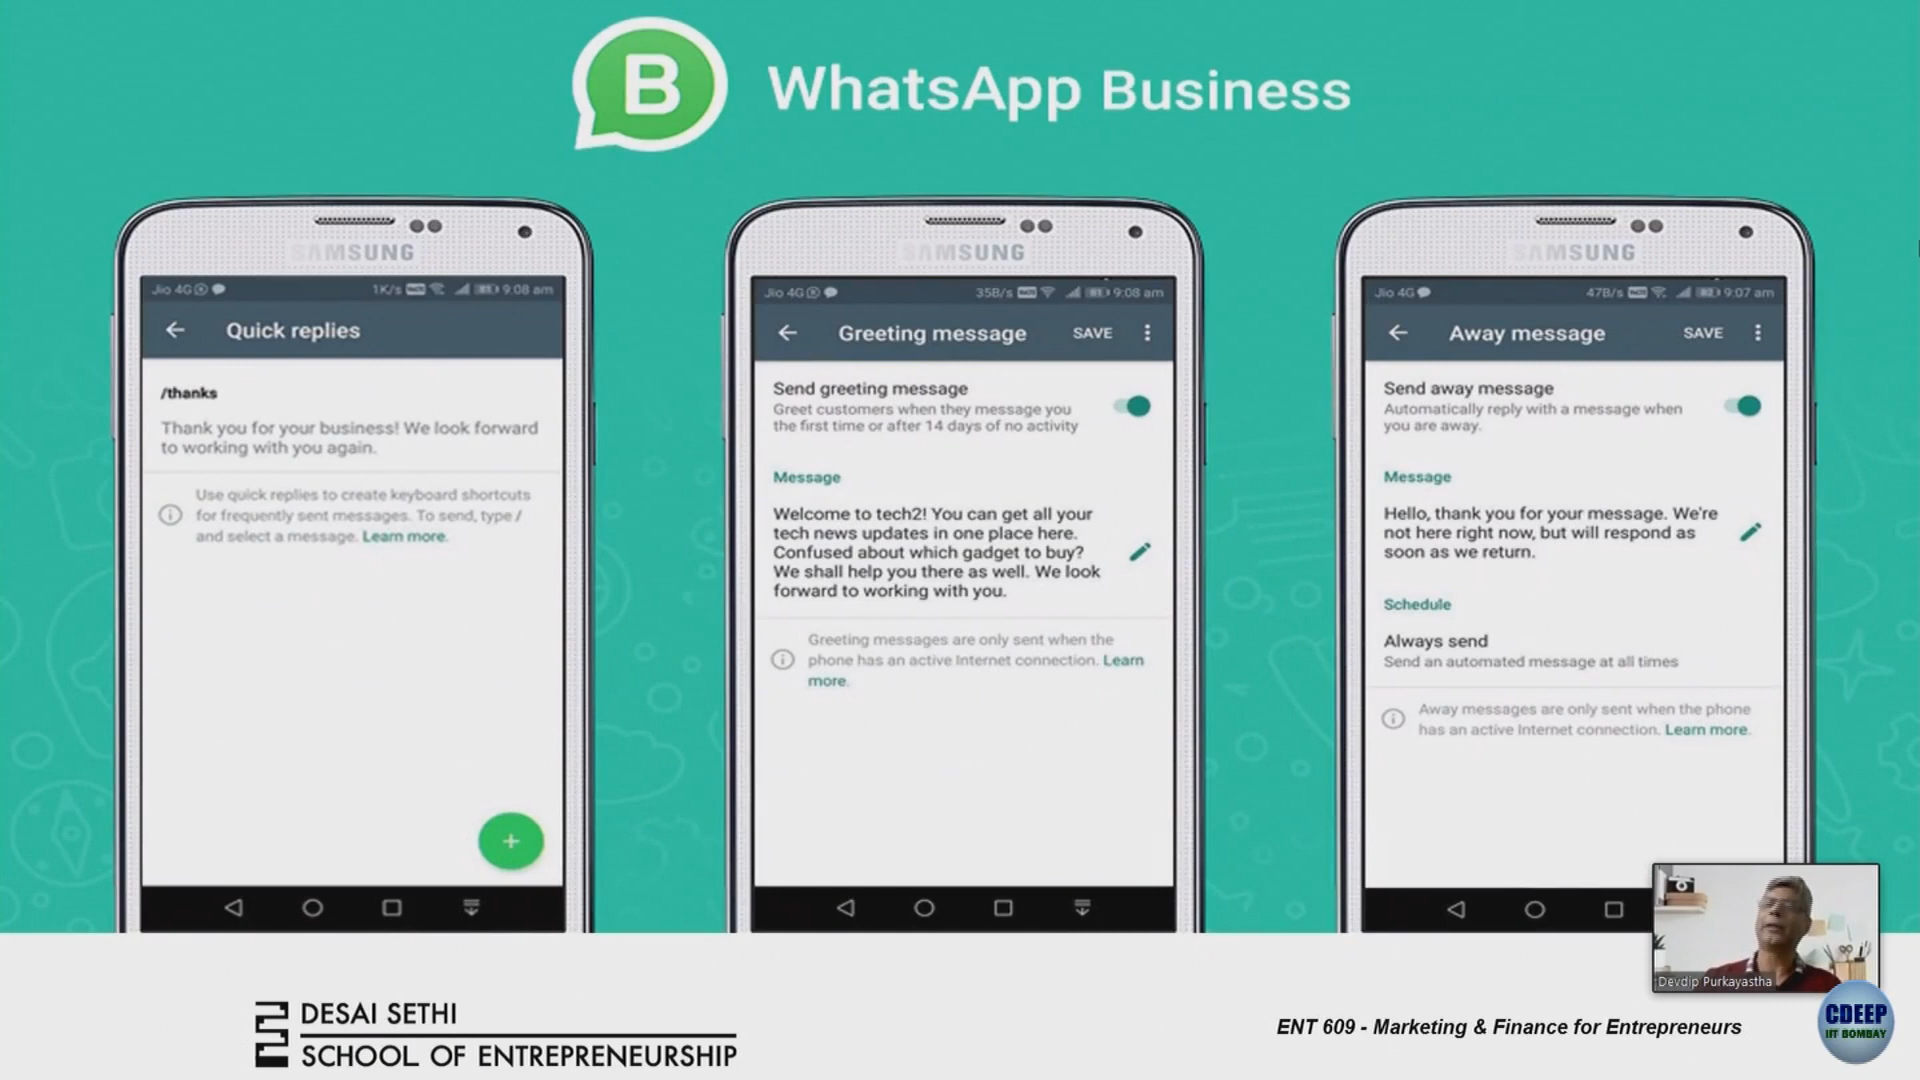 B
WhatsApp Business
SAMSUNG
Jio 4G
1K/s
9:08 am
Quick replies
/thanks
Thank you for your business! We look forward
to working with you again.
Use quick replies to create keyboard shortcuts
for frequently sent messages. To send, type /
and select a message. Learn more.
+
SAMSUNG
Jio 4G
35B/s
9:08 am
Greeting message SAVE
Send greeting message
Greet customers when they message you
the first time or after 14 days of no activity
Message
Welcome to tech2! You can get all your
tech news updates in one place here.
Confused about which gadget to buy?
We shall help you there as well. We look
forward to working with you.
Greeting messages are only sent when the
phone has an active Internet connection. Learn
more.
SAMSUNG
Jio 4G
47B/s
9:07 am
Away message SAVE
Send away message
Automatically reply with a message when
you are away.
Message
Hello, thank you for your message. We're
not here right now, but will respond as
soon as we return.
Schedule
Always send
Send an automated message at all times
Away messages are only sent when the phone
has an active Internet connection. Learn more.
Devdip Purkayastha
DESAI SETHI
SCHOOL OF ENTREPRENEURSHIP
ENT 609 - Marketing & Finance for Entrepreneurs
CDEEP
IIT BOMBAY